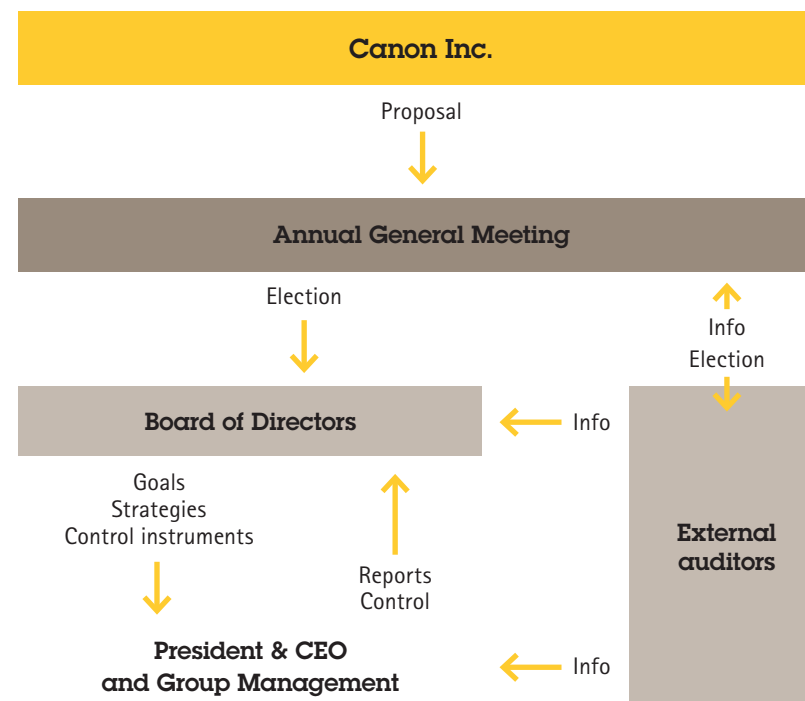 Canon Inc.
Proposal
Annual General Meeting
Election
Info
Election
Board of Directors
Info
Goals
Strategies
Control instruments
Reports
Control
External
auditors
President & CEO
and Group Management
Info